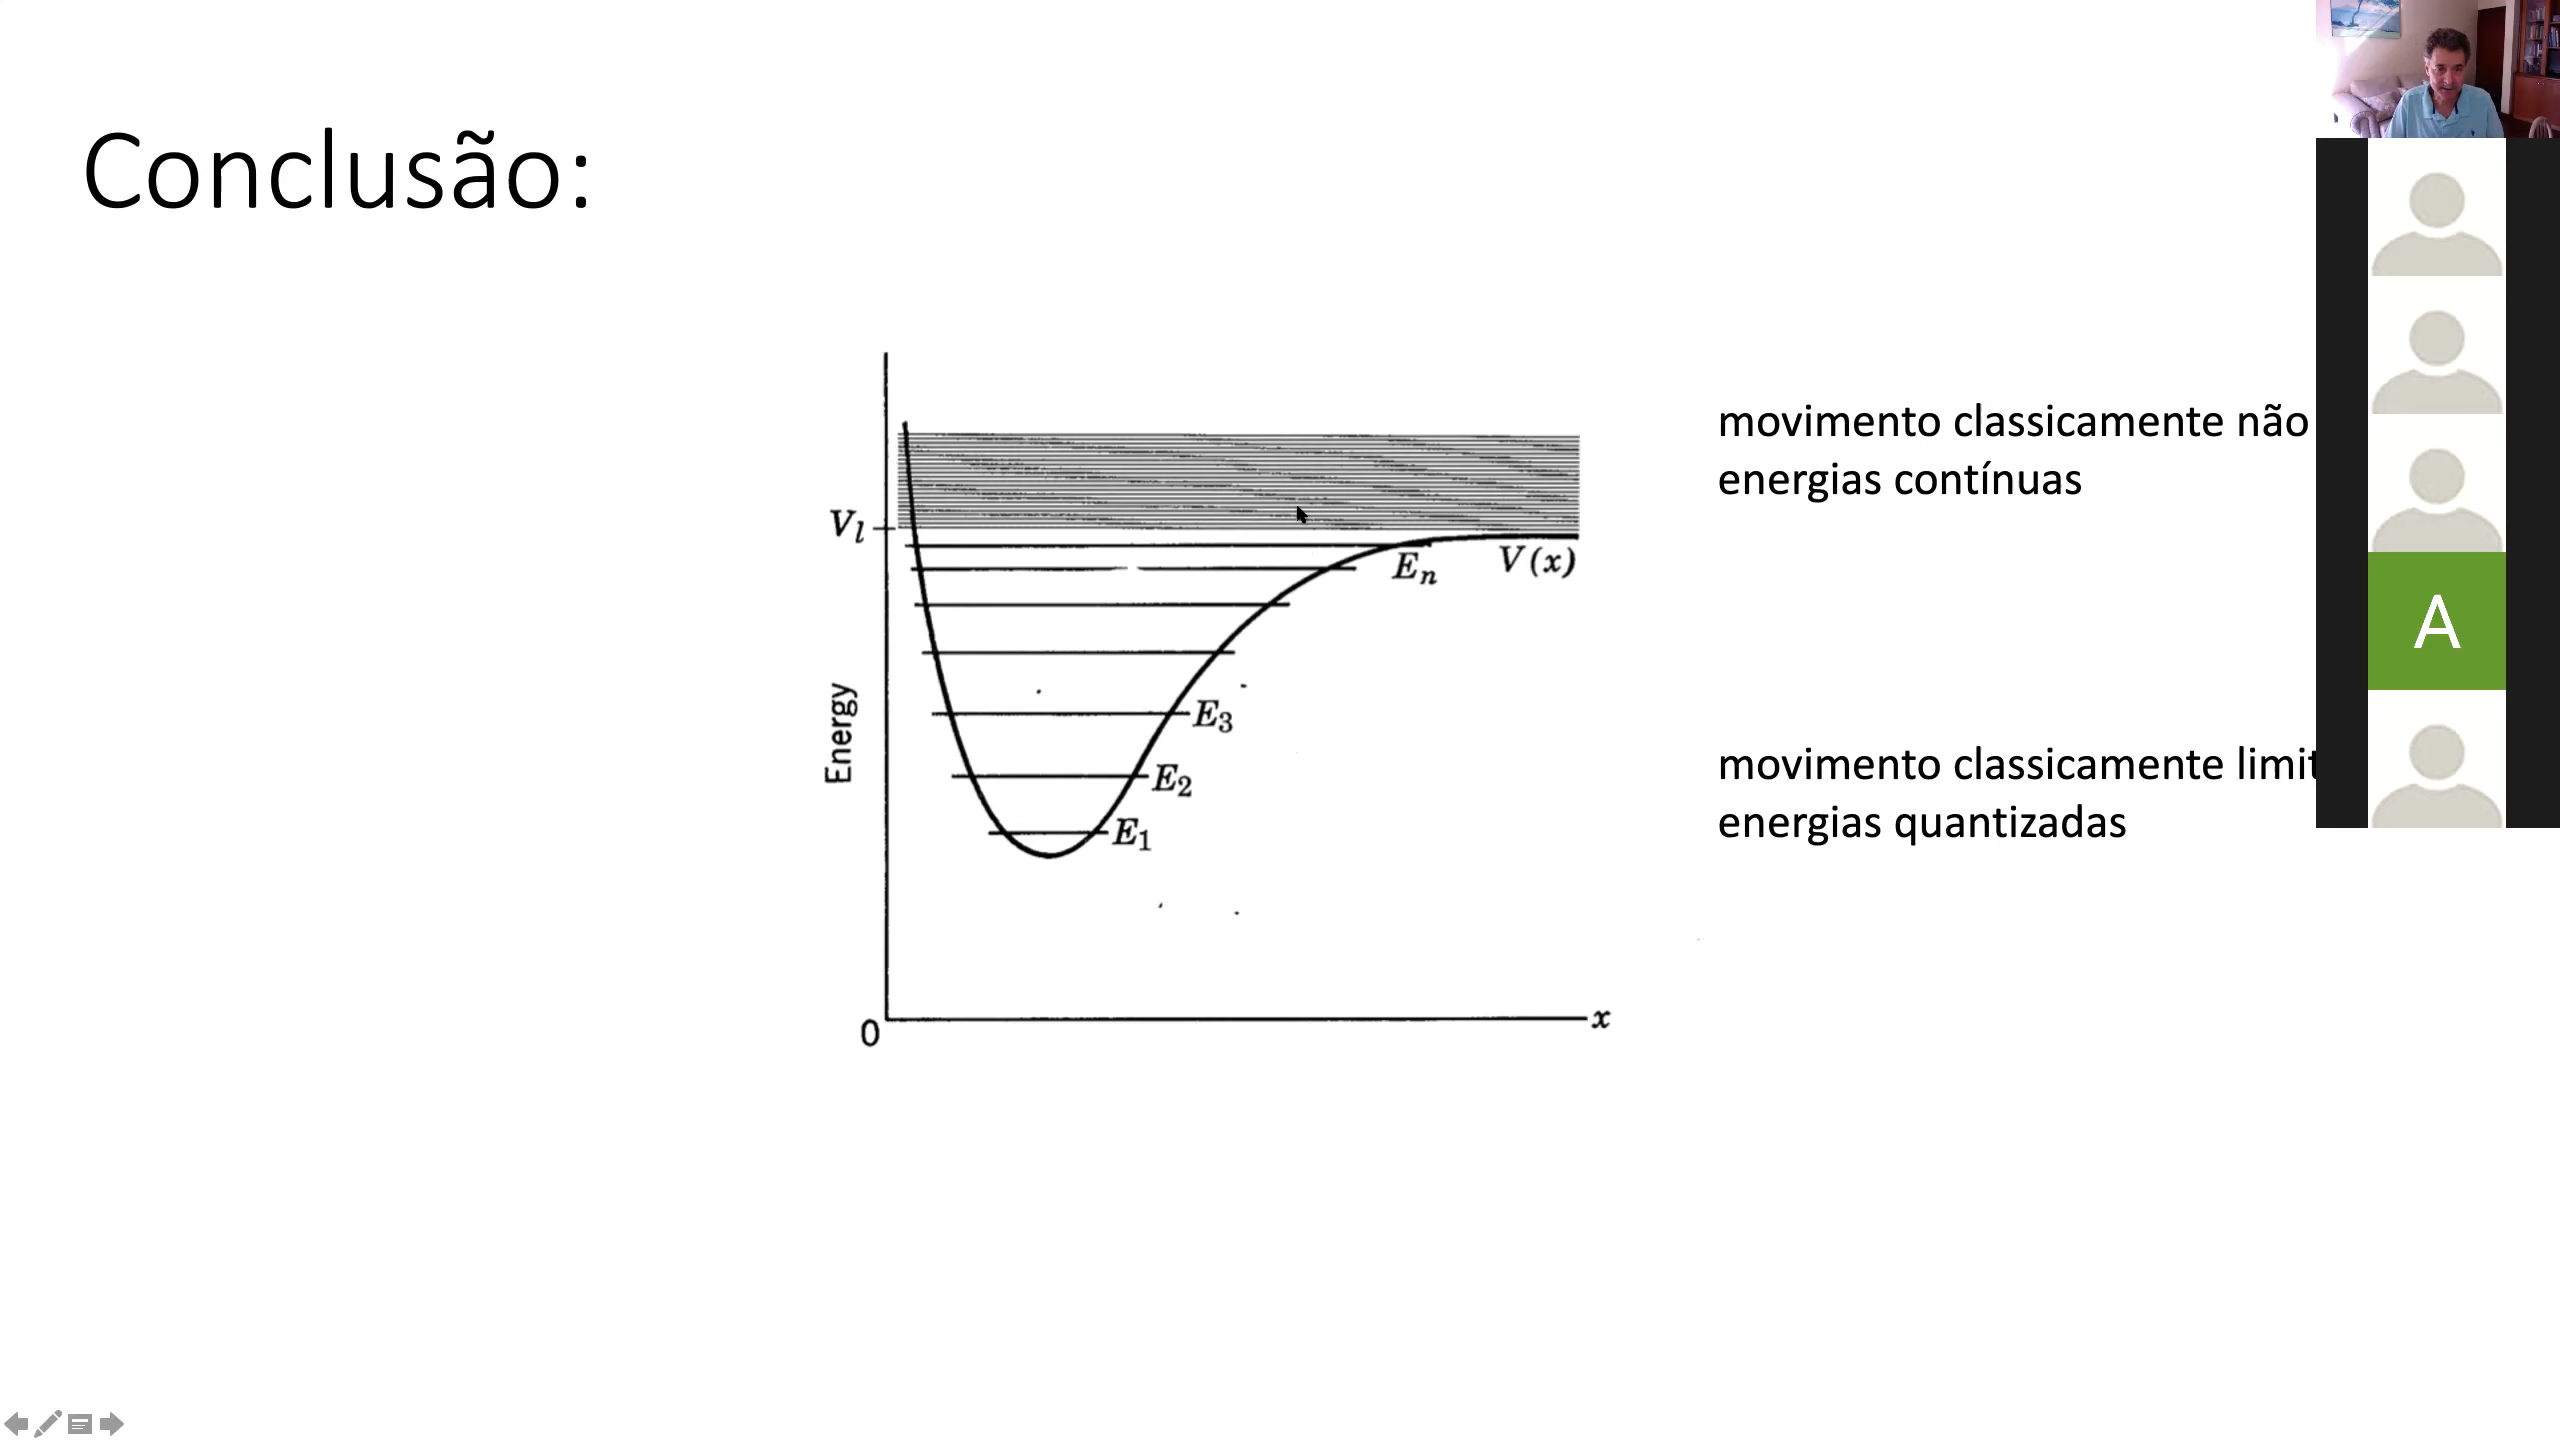 Conclusão:
movimento classicamente não
energias contínuas
V_l
E_n
V(x)
Energy
E_3
movimento classicamente limit
E_2
energias quantizadas
E_1
x
0
A